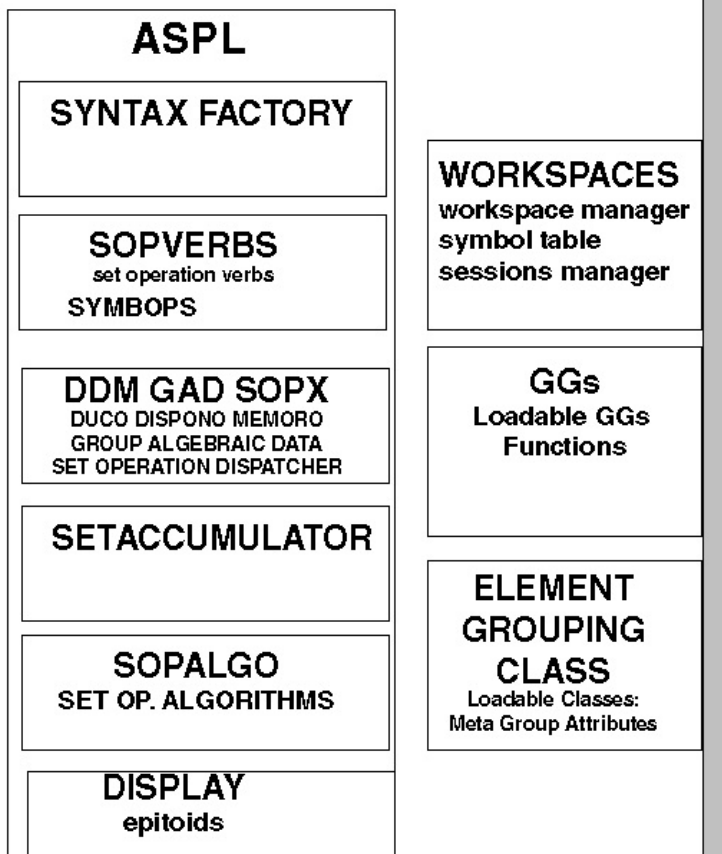 ASPL
SYNTAX FACTORY
SOPVERBS
set operation verbs
SYMBOPS
DDM GAD SOPX
DUCO DISPONO MEMORO
GROUP ALGEBRAIC DATA
SET OPERATION DISPATCHER
SETACCUMULATOR
SOPALGO
SET OP. ALGORITHMS
DISPLAY
epitoids
WORKSPACES
workspace manager
symbol table
sessions manager
GGs
Loadable GGs
Functions
ELEMENT
GROUPING
CLASS
Loadable Classes:
Meta Group Attributes